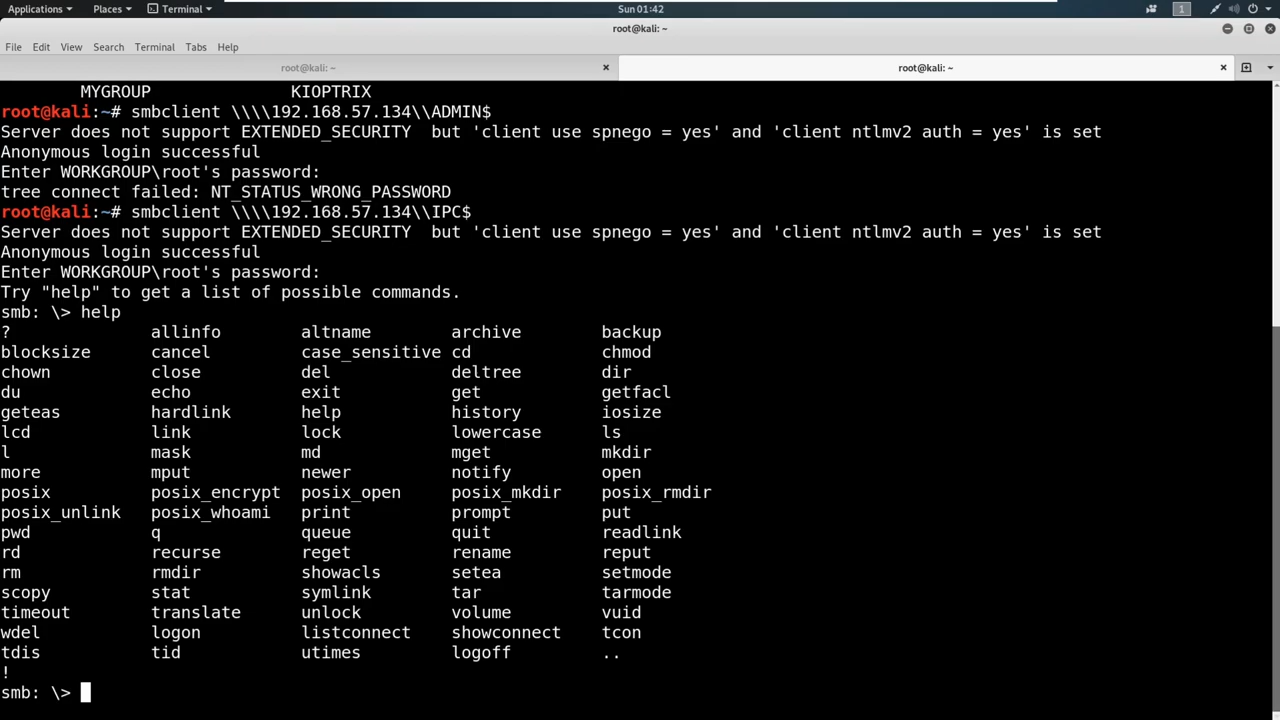 Applications Places Terminal Sun 01:42 1
root@kali: ~
File Edit View Search Terminal Tabs Help
root@kali: ~ root@kali: ~
MYGROUP KIOPTRIX
root@kali:~# smbclient \\\\192.168.57.134\\ADMIN$
Server does not support EXTENDED_SECURITY  but 'client use spnego = yes' and 'client ntlmv2 auth = yes' is set
Anonymous login successful
Enter WORKGROUP\root's password:
tree connect failed: NT_STATUS_WRONG_PASSWORD
root@kali:~# smbclient \\\\192.168.57.134\\IPC$
Server does not support EXTENDED_SECURITY  but 'client use spnego = yes' and 'client ntlmv2 auth = yes' is set
Anonymous login successful
Enter WORKGROUP\root's password:
Try "help" to get a list of possible commands.
smb: \> help
? allinfo altname archive backup
blocksize cancel case_sensitive cd chmod
chown close del deltree dir
du echo exit get getfacl
geteas hardlink help history iosize
lcd link lock lowercase ls
l mask md mget mkdir
more mput newer notify open
posix posix_encrypt posix_open posix_mkdir posix_rmdir
posix_unlink posix_whoami print prompt put
pwd q queue quit readlink
rd recurse reget rename reput
rm rmdir showacls setea setmode
scopy stat symlink tar tarmode
timeout translate unlock volume vuid
wdel logon listconnect showconnect tcon
tdis tid utimes logoff ..
!
smb: \>